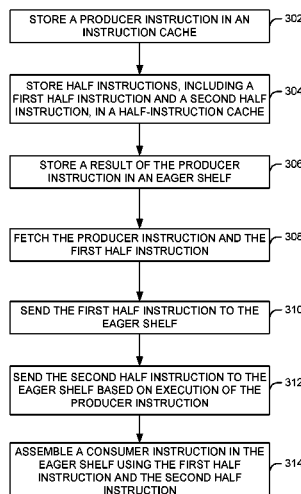 STORE A PRODUCER INSTRUCTION IN AN
INSTRUCTION CACHE
302
STORE HALF INSTRUCTIONS, INCLUDING A
FIRST HALF INSTRUCTION AND A SECOND HALF
INSTRUCTION, IN A HALF-INSTRUCTION CACHE
304
STORE A RESULT OF THE PRODUCER
INSTRUCTION IN AN EAGER SHELF
306
FETCH THE PRODUCER INSTRUCTION AND THE
FIRST HALF INSTRUCTION
308
SEND THE FIRST HALF INSTRUCTION TO THE
EAGER SHELF
310
SEND THE SECOND HALF INSTRUCTION TO THE
EAGER SHELF BASED ON EXECUTION OF THE
PRODUCER INSTRUCTION
312
ASSEMBLE A CONSUMER INSTRUCTION IN THE
EAGER SHELF USING THE FIRST HALF
INSTRUCTION AND THE SECOND HALF
INSTRUCTION
314